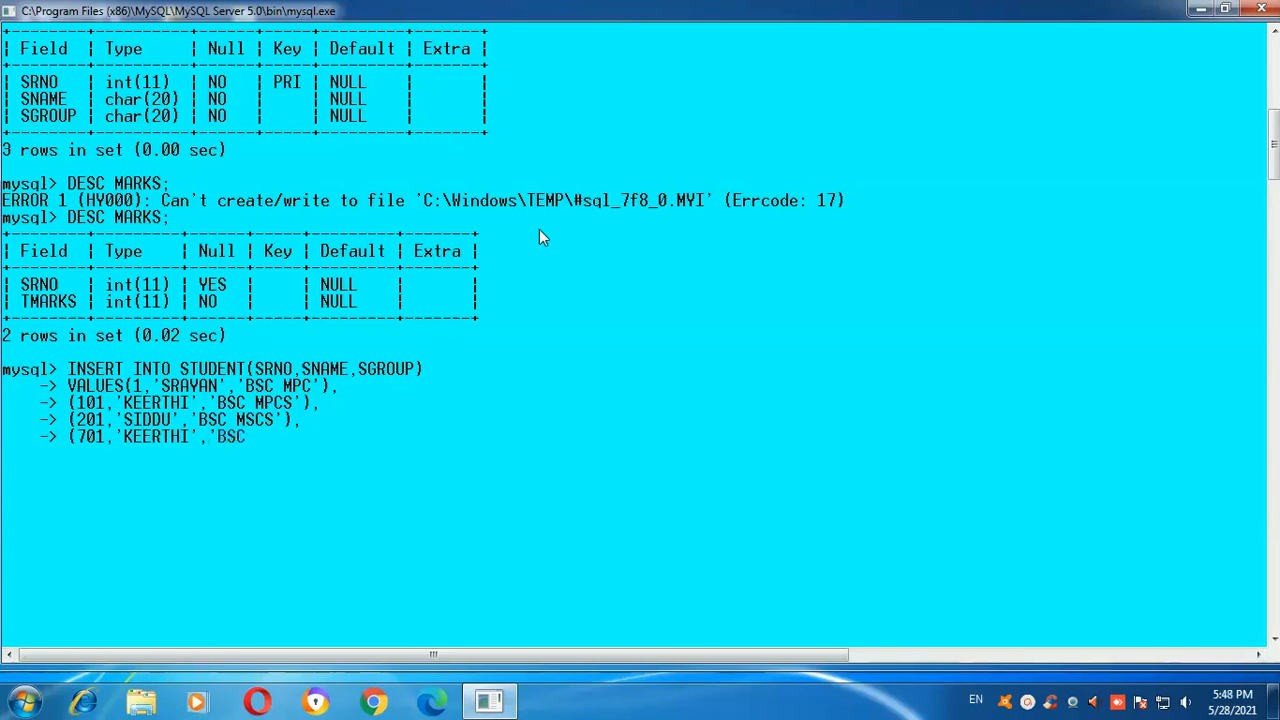 C:\Program Files (x86)\MySQL\MySQL Server 5.0\bin\mysql.exe
+--------+----------+------+-----+---------+-------+
| Field  | Type     | Null | Key | Default | Extra |
+--------+----------+------+-----+---------+-------+
| SRNO   | int(11)  | NO   | PRI | NULL    |       |
| SNAME  | char(20) | NO   |     | NULL    |       |
| SGROUP | char(20) | NO   |     | NULL    |       |
+--------+----------+------+-----+---------+-------+
3 rows in set (0.00 sec)
mysql> DESC MARKS;
ERROR 1 (HY000): Can't create/write to file 'C:\Windows\TEMP\#sql_7f8_0.MYI' (Errcode: 17)
mysql> DESC MARKS;
+--------+---------+------+-----+---------+-------+
| Field  | Type    | Null | Key | Default | Extra |
+--------+---------+------+-----+---------+-------+
| SRNO   | int(11) | YES  |     | NULL    |       |
| TMARKS | int(11) | NO   |     | NULL    |       |
+--------+---------+------+-----+---------+-------+
2 rows in set (0.02 sec)
mysql> INSERT INTO STUDENT(SRNO,SNAME,SGROUP)
    -> VALUES(1,'SRAYAN','BSC MPC'),
    -> (101,'KEERTHI','BSC MPCS'),
    -> (201,'SIDDU','BSC MSCS'),
    -> (701,'KEERTHI','BSC
EN
5:48 PM
5/28/2021